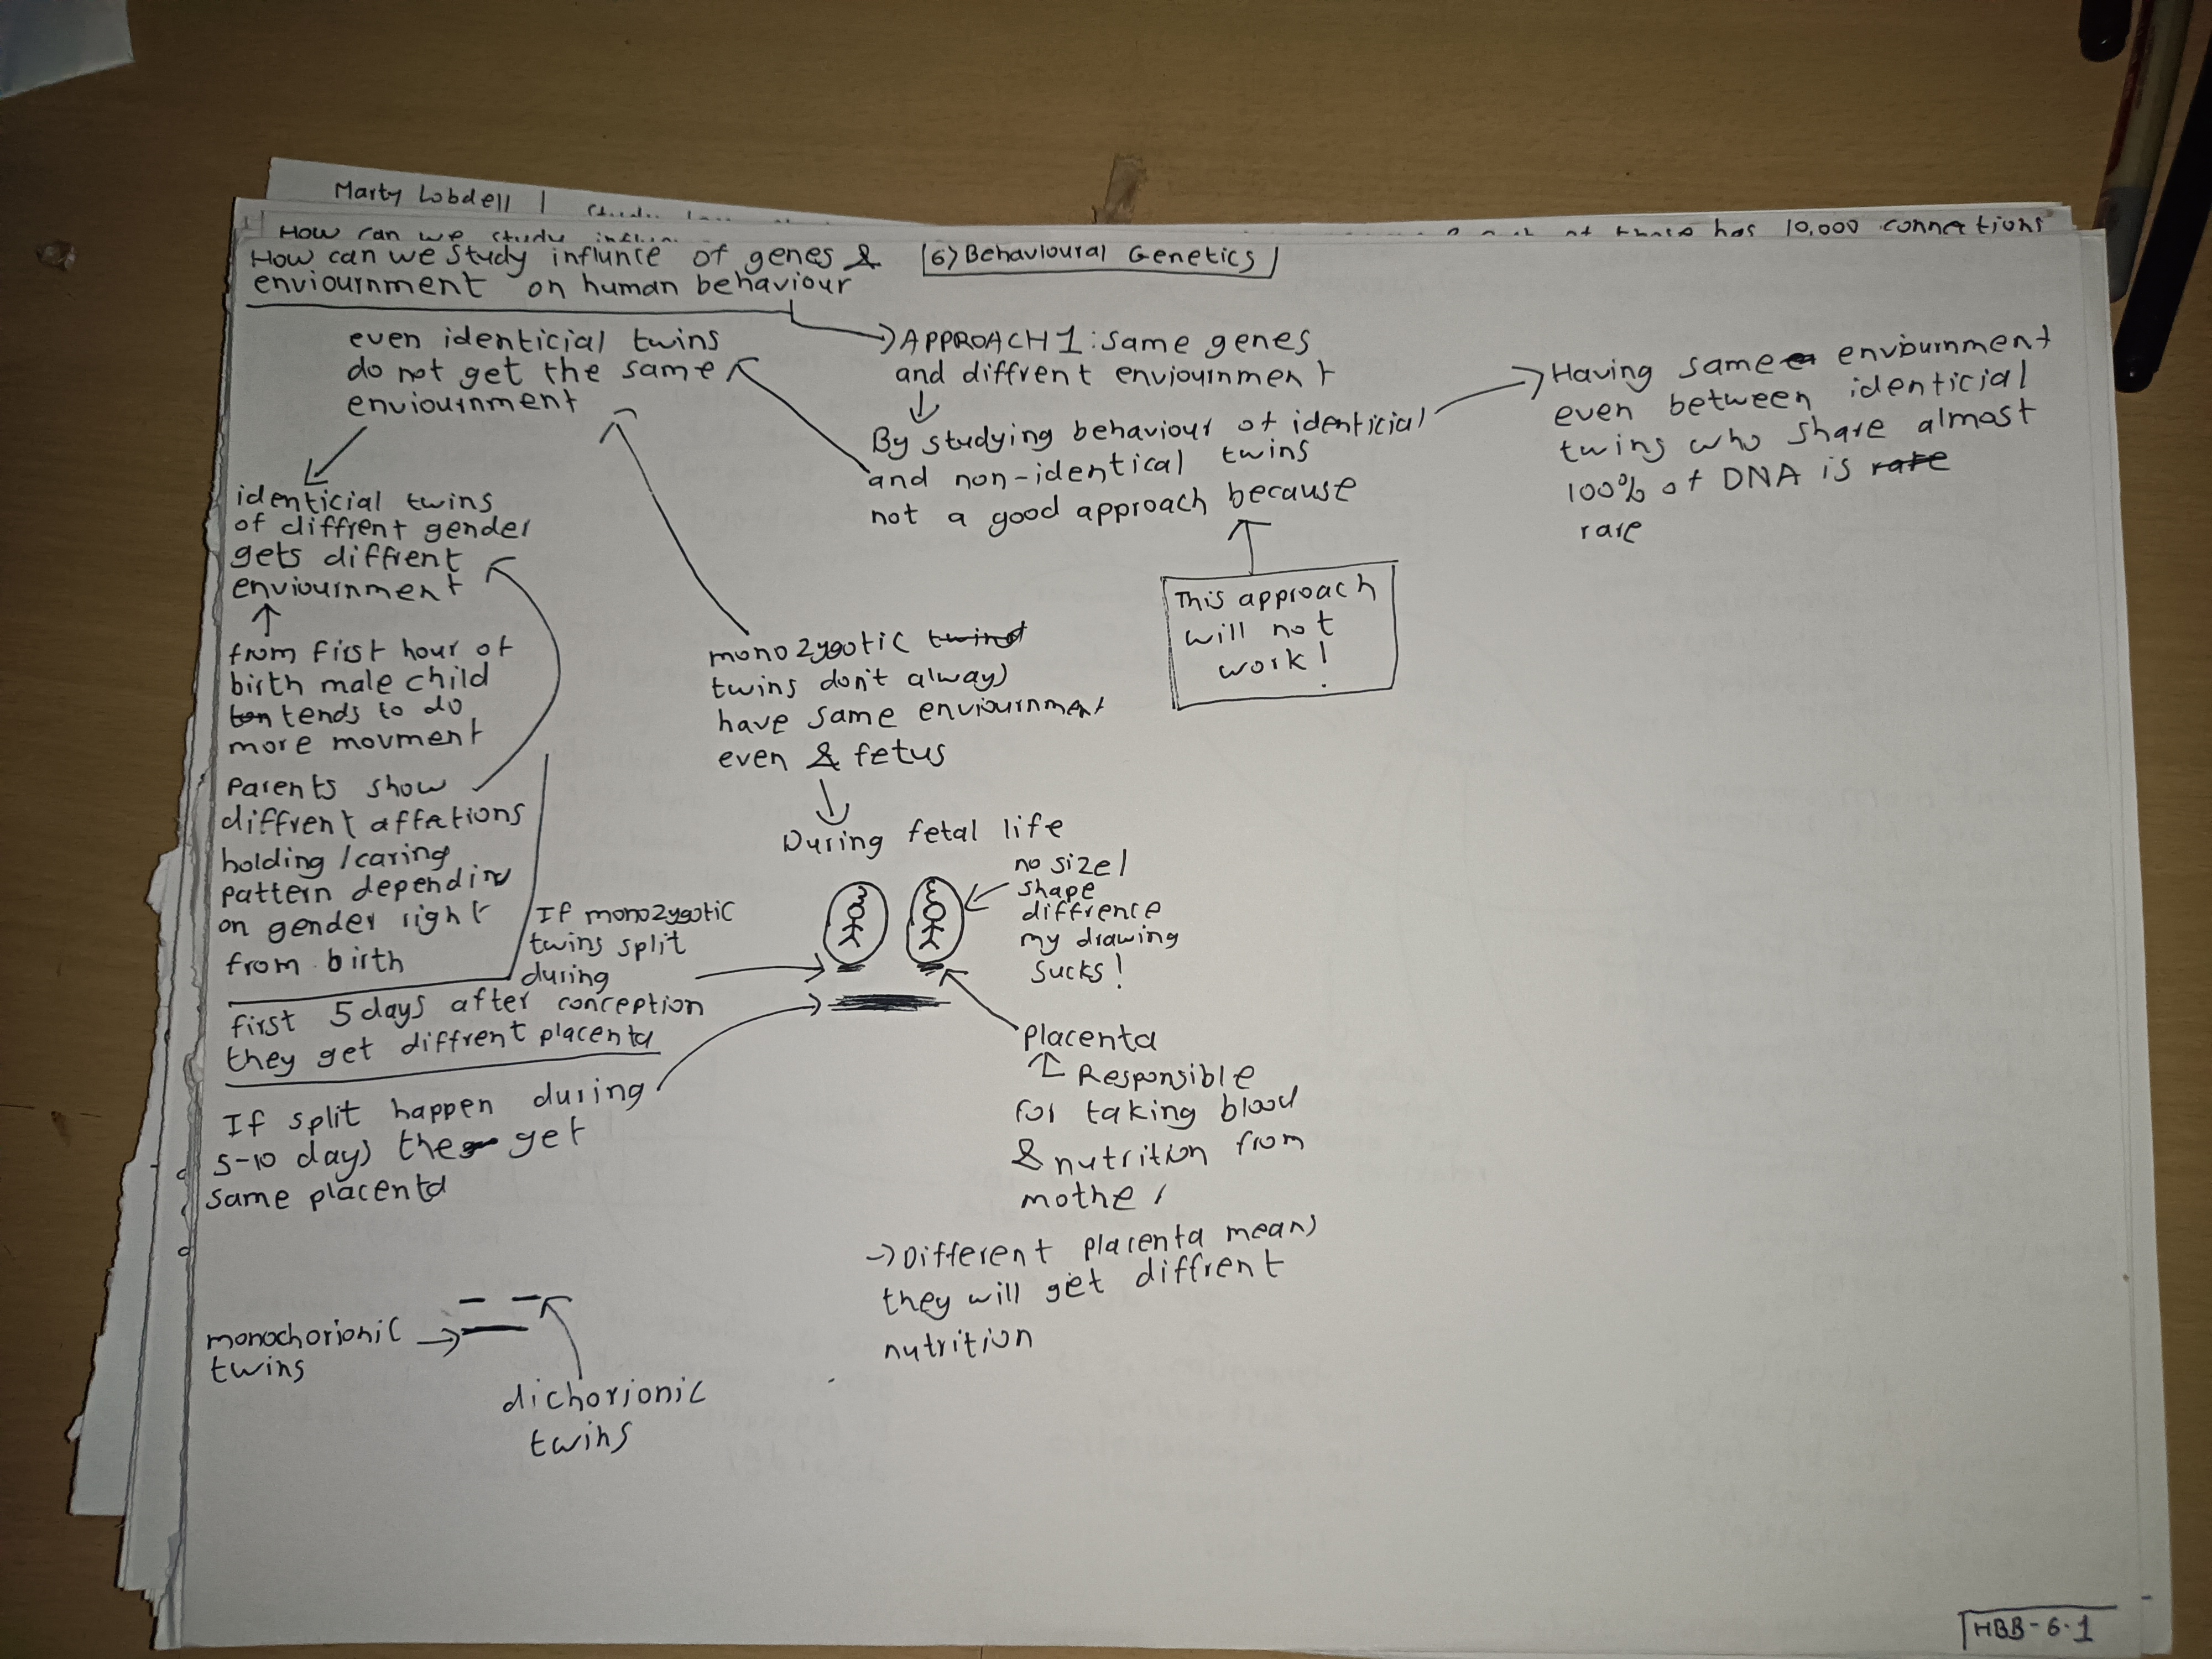 Marty Lobdell |
How can we study
has 10,000 connections
How can we study influnce of genes &
enviournment on human behaviour
6) Behavioural Genetics
even identicial twins
do not get the same
enviournment
→ APPROACH 1: same genes
and diffrent enviournment
By studying behaviour of identicial
and non-identical twins
not a good approach because
Having same enviournment
even between identicial
twins who share almost
100% of DNA is rare
rare
This approach
will not
work!
identicial twins
of diffrent gender
gets diffrent
enviournment
from first hour of
birth male child
ten tends to do
more movment
Parents show
diffrent affections
holding / caring
pattern depending
on gender right
from birth
monozygotic twins
twins don't always
have same enviournment
even & fetus
During fetal life
no size/
shape
diffrence
my drawing
sucks!
If monozygotic
twins split
during
first 5 days after conception
they get diffrent placenta
If split happen during
5-10 days they get
same placenta
Placenta
Responsible
for taking blood
& nutrition from
mother
→ Different placenta means
they will get diffrent
nutrition
monochorionic
twins
dichorionic
twins
HBB-6.1